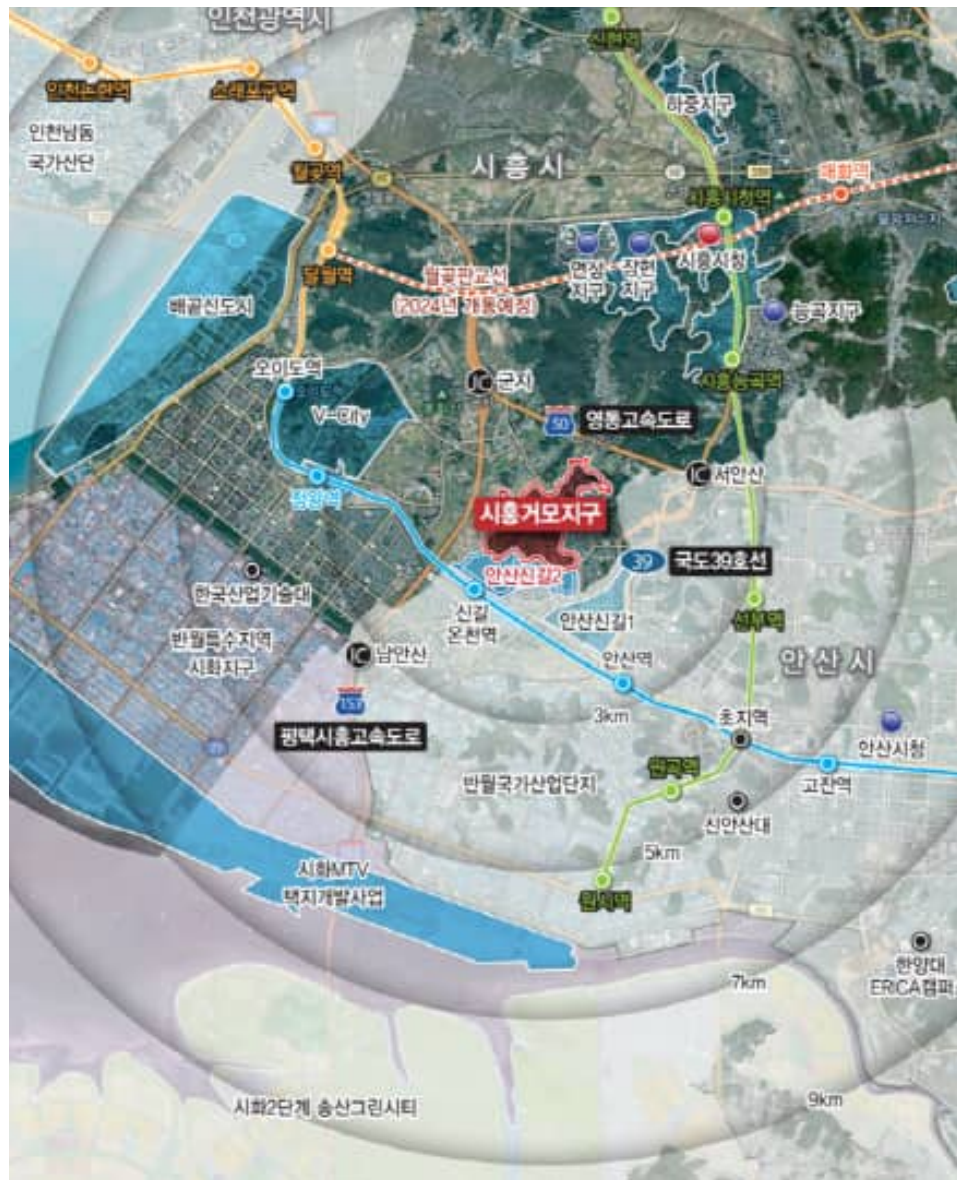 인천광역시
신현역
인천논현역
소래포구역
하중지구
인천남동
국가산단
월곶역
시흥시
매화역
시흥시청역
달월역
월곶판교선
(2024년 개통예정)
장현
지구
시흥시청
배곧신도시
능곡지구
오이도역
V-City
IC 군자
시흥능곡역
50 영동고속도로
IC 서안산
정왕역
시흥거모지구
39 국도39호선
안산신길2
한국산업기술대
신길
온천역
안산신길1
선부역
반월특수지역
시화지구
IC 남안산
안산역
안산시
153
평택시흥고속도로
3km
초지역
안산시청
고잔역
반월국가산업단지
신안산대
5km
시화MTV
택지개발사업
원시역
한양대
ERICA캠퍼
7km
시화2단계 송산그린시티
9km